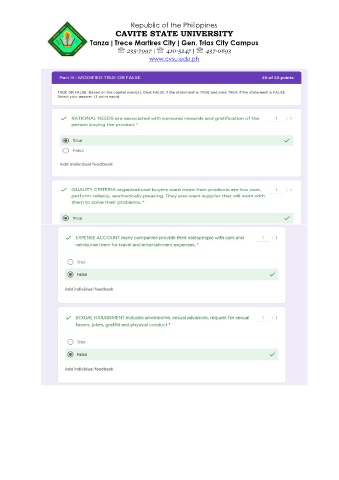 Republic of the Philippines
CAVITE STATE UNIVERSITY
Tanza | Trece Martires City | Gen. Trias City Campus
☏ 235-7997 | ☏ 410-5247 | ☏ 437-0693
www.cvsu.edu.ph
Part III : MODIFIED TRUE OR FALSE
20 of 20 points
TRUE OR FALSE. Based on the capital word(s), Click FALSE if the statement is TRUE and click TRUE if the statement is FALSE.
Select your answer. (1 point each)
RATIONAL NEEDS are associated with personal rewards and gratification of the
person buying the product *
1 / 1
True
False
Add individual feedback
QUALITY CRITERIA organizational buyers want more than products are low cost,
perform reliably, aesthetically pleasing. They also want supplier that will work with
them to solve their problems. *
1 / 1
True
EXPENSE ACCOUNT many companies provide their salespeople with cars and
reimburse them for travel and entertainment expenses. *
1 / 1
True
False
Add individual feedback
SEXUAL HARASSMENT includes unwelcome, sexual advances, request for sexual
favors, jokes, graffiti and physical conduct *
1 / 1
True
False
Add individual feedback